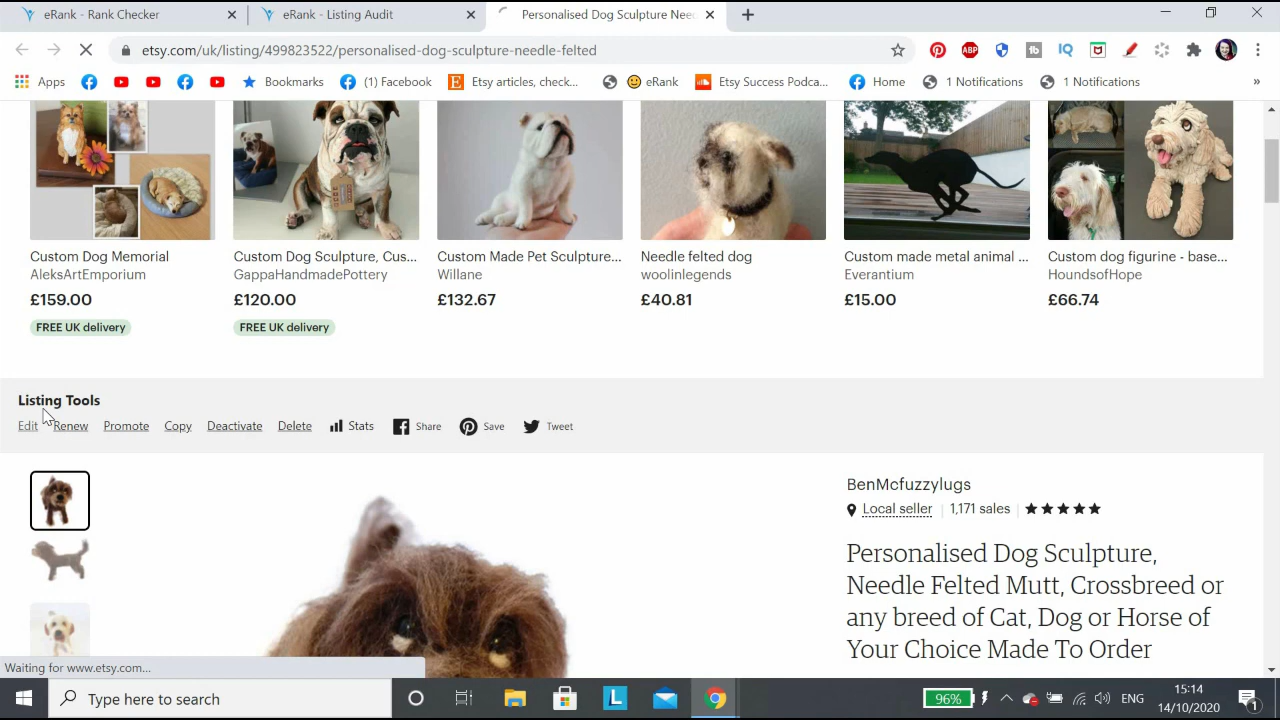 eRank - Rank Checker
eRank - Listing Audit
Personalised Dog Sculpture Nee
etsy.com/uk/listing/499823522/personalised-dog-sculpture-needle-felted
Apps
Bookmarks
(1) Facebook
Etsy articles, check...
eRank
Etsy Success Podca...
Home
1 Notifications
1 Notifications
»
Custom Dog Memorial
AleksArtEmporium
£159.00
FREE UK delivery
Custom Dog Sculpture, Cus...
GappaHandmadePottery
£120.00
FREE UK delivery
Custom Made Pet Sculpture...
Willane
£132.67
Needle felted dog
woolinlegends
£40.81
Custom made metal animal ...
Everantium
£15.00
Custom dog figurine - base...
HoundsofHope
£66.74
Listing Tools
Edit Renew Promote Copy Deactivate Delete Stats Share Save Tweet
BenMcfuzzylugs
Local seller 1,171 sales ★★★★★
Personalised Dog Sculpture,
Needle Felted Mutt, Crossbreed or
any breed of Cat, Dog or Horse of
Your Choice Made To Order
Waiting for www.etsy.com...
Type here to search
96%
ENG
15:14
14/10/2020
1